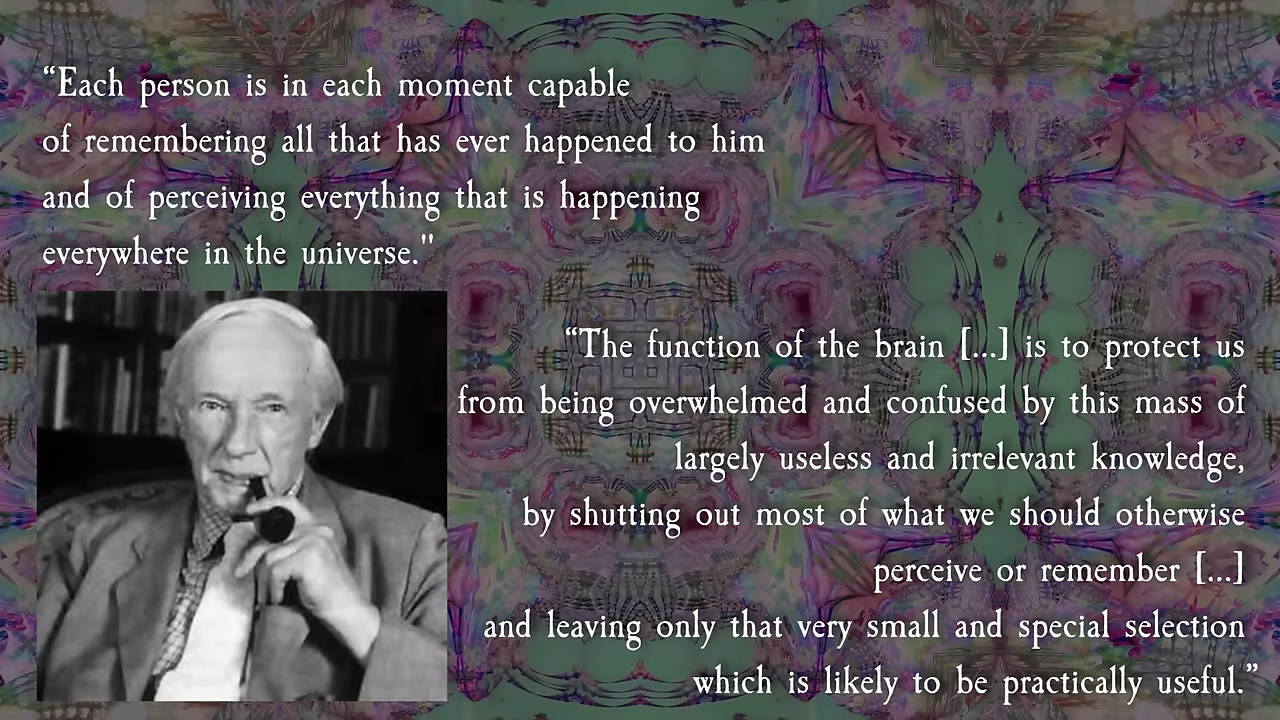 “Each person is in each moment capable
of remembering all that has ever happened to him
and of perceiving everything that is happening
everywhere in the universe."
“The function of the brain [...] is to protect us
from being overwhelmed and confused by this mass of
largely useless and irrelevant knowledge,
by shutting out most of what we should otherwise
perceive or remember [...]
and leaving only that very small and special selection
which is likely to be practically useful.”